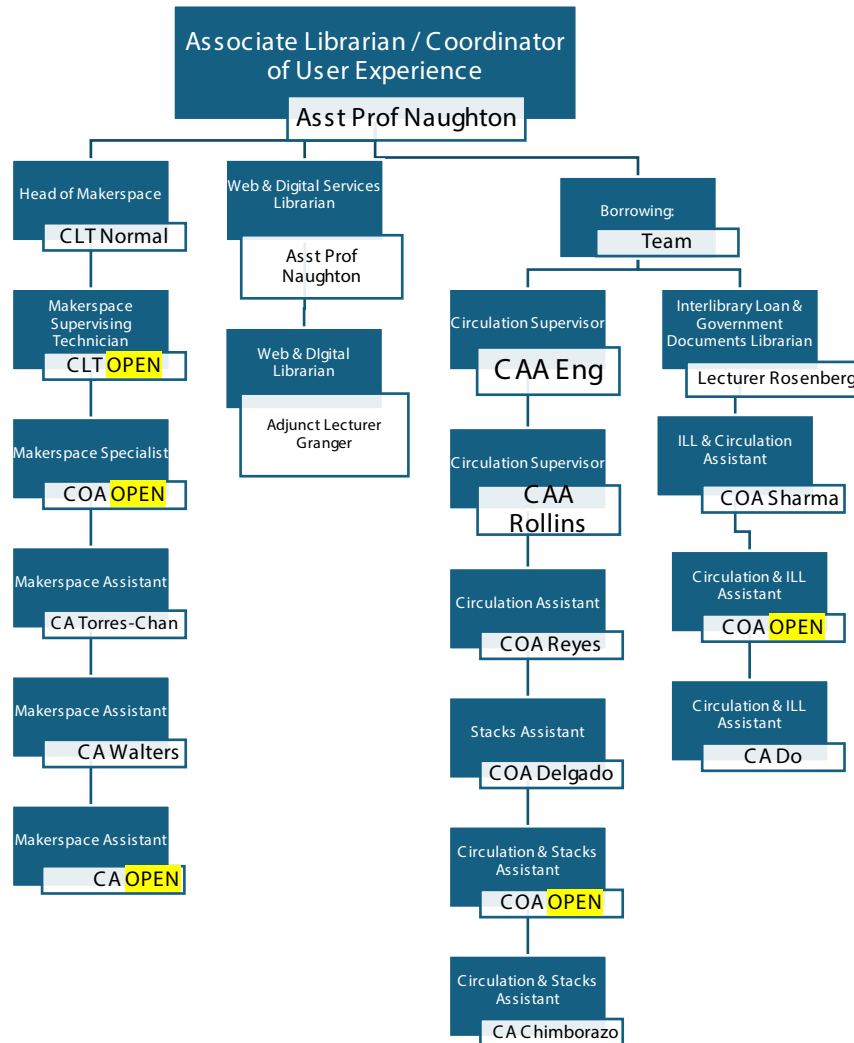 Associate Librarian / Coordinator
of User Experience
Asst Prof Naughton
Head of Makespace
CLT Normal
Makerspace
Supervising
Technician
CLT OPEN
Makerspace Specialist
COA OPEN
Makerspace Assistant
CA Torres-Chan
Makerspace Assistant
CA Walters
Makerspace Assistant
CA OPEN
Web & Digital Services
Librarian
Asst Prof
Naughton
Web & DIgital
Librarian
Adjunct Lecturer
Granger
Borrowing:
Team
Circulation Supervisor
CAA Eng
Circulation Supervisor
CAA
Rollins
Circulation Assistant
COA Reyes
Stacks Assistant
COA Delgado
Circulation & Stacks
Assistant
COA OPEN
Circulation & Stacks
Assistant
CA Chimborazo
Interlibrary Loan &
Government
Documents Librarian
Lecturer Rosenberg
ILL & Circulation
Assistant
COA Sharma
Circulation & ILL
Assistant
COA OPEN
Circulation & ILL
Assistant
CA Do